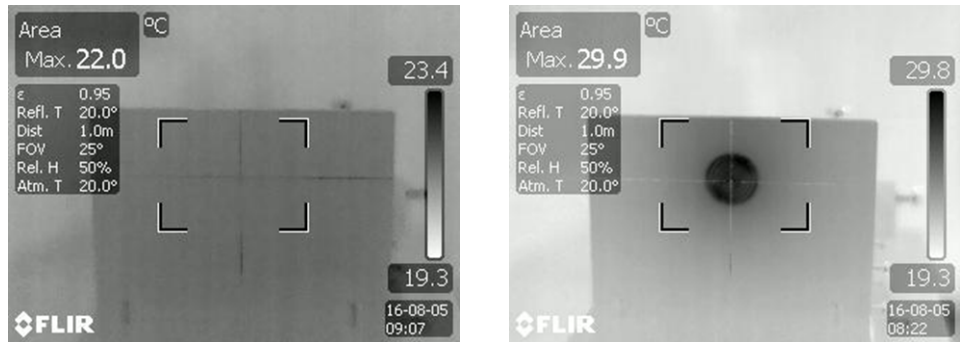 Area
°C
Max. 22.0
23.4
ε 0.95
Refl. T 20.0°
Dist 1.0m
FOV 25°
Rel. H 50%
Atm. T 20.0°
19.3
16-08-05
09:07
FLIR
Area
°C
Max. 29.9
29.8
ε 0.95
Refl. T 20.0°
Dist 1.0m
FOV 25°
Rel. H 50%
Atm. T 20.0°
19.3
16-08-05
08:22
FLIR